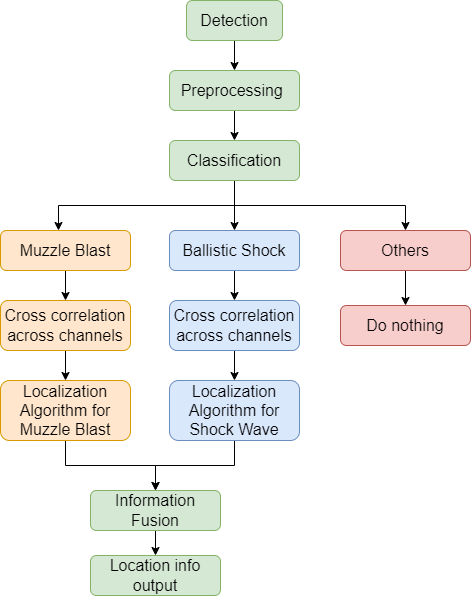 Detection
Preprocessing
Classification
Muzzle Blast
Ballistic Shock
Others
Cross correlation
across channels
Cross correlation
across channels
Do nothing
Localization
Algorithm for
Muzzle Blast
Localization
Algorithm for
Shock Wave
Information
Fusion
Location info
output